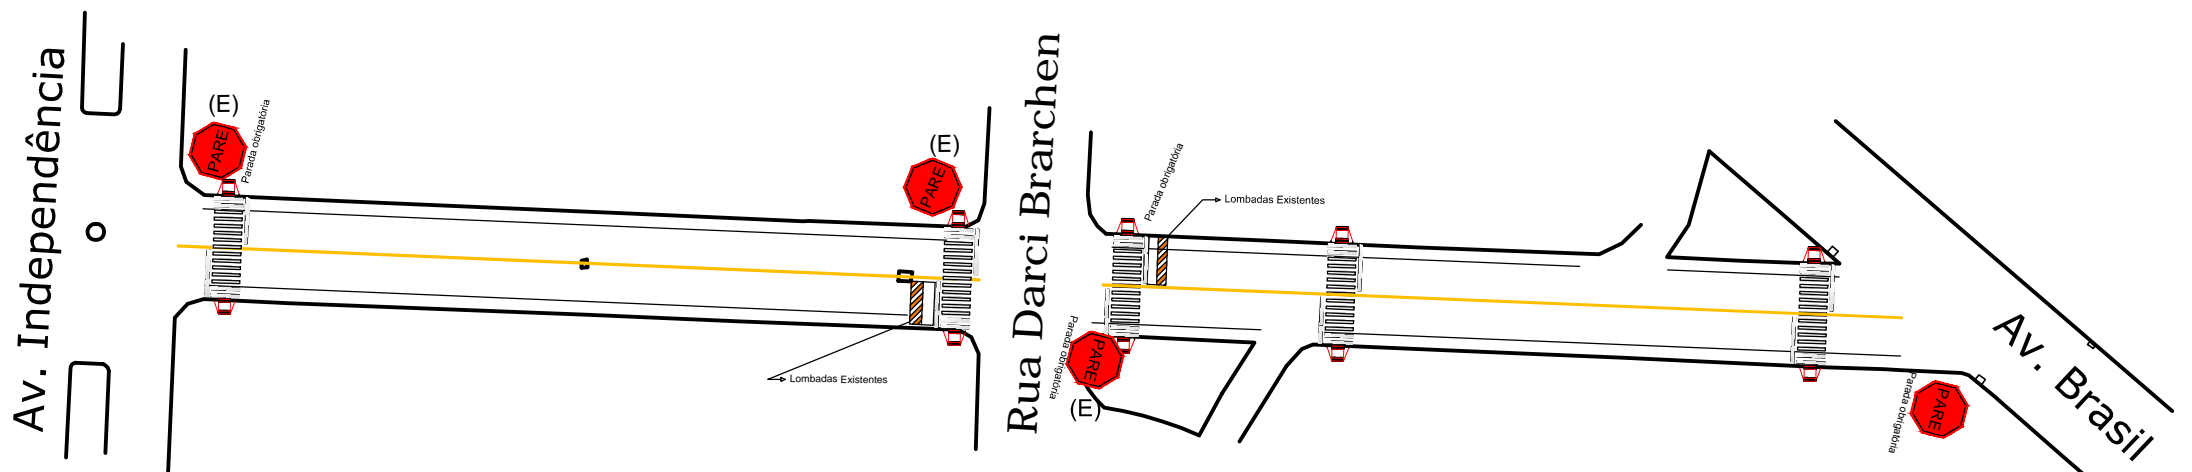 Av. Independência
(E)
PARE
Parada obrigatória
(E)
PARE
Lombadas Existentes
Rua Darci Brarchen
Parada obrigatória
Lombadas Existentes
Parada obrigatória
PARE
(E)
Parada obrigatória
PARE
Av. Brasil